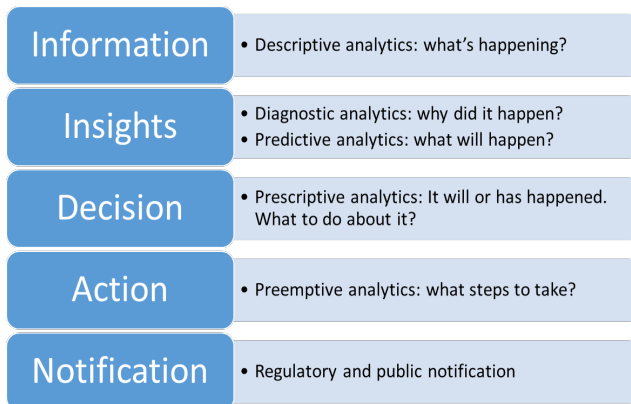 Information
• Descriptive analytics: what's happening?
Insights
• Diagnostic analytics: why did it happen?
• Predictive analytics: what will happen?
Decision
• Prescriptive analytics: It will or has happened.
What to do about it?
Action
• Preemptive analytics: what steps to take?
Notification
• Regulatory and public notification